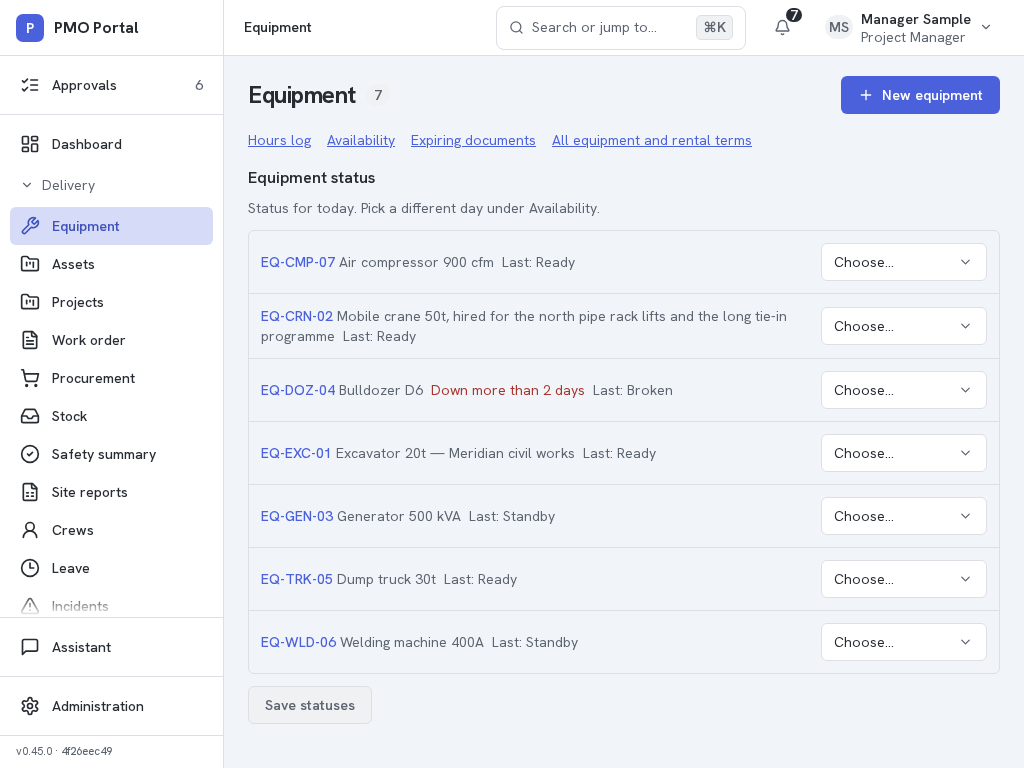 P PMO Portal
Equipment
Search or jump to... ⌘K
7
MS
Manager Sample
Project Manager
Approvals 6
Dashboard
Delivery
Equipment
Assets
Projects
Work order
Procurement
Stock
Safety summary
Site reports
Crews
Leave
Incidents
Assistant
Administration
v0.45.0 · 4f26eec49
Equipment 7
New equipment
Hours log Availability Expiring documents All equipment and rental terms
Equipment status
Status for today. Pick a different day under Availability.
EQ-CMP-07 Air compressor 900 cfm Last: Ready Choose...
EQ-CRN-02 Mobile crane 50t, hired for the north pipe rack lifts and the long tie-in
programme Last: Ready Choose...
EQ-DOZ-04 Bulldozer D6 Down more than 2 days Last: Broken Choose...
EQ-EXC-01 Excavator 20t — Meridian civil works Last: Ready Choose...
EQ-GEN-03 Generator 500 kVA Last: Standby Choose...
EQ-TRK-05 Dump truck 30t Last: Ready Choose...
EQ-WLD-06 Welding machine 400A Last: Standby Choose...
Save statuses